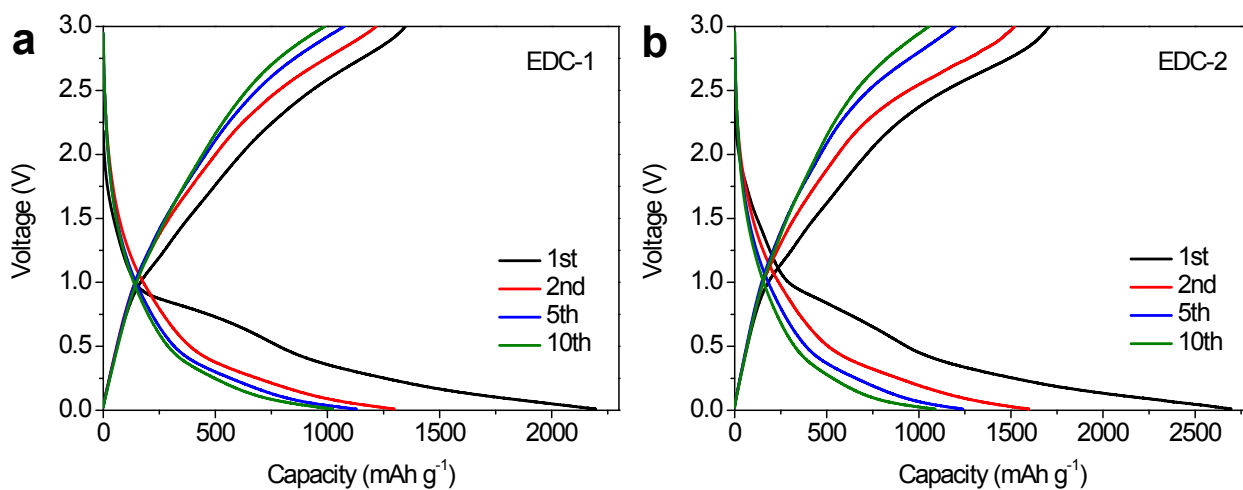 a
EDC-1
Voltage (V)
3.0
2.5
2.0
1.5
1.0
0.5
0.0
1st
2nd
5th
10th
0 500 1000 1500 2000
Capacity (mAh g⁻¹)
b
EDC-2
Voltage (V)
3.0
2.5
2.0
1.5
1.0
0.5
0.0
1st
2nd
5th
10th
0 500 1000 1500 2000 2500
Capacity (mAh g⁻¹)